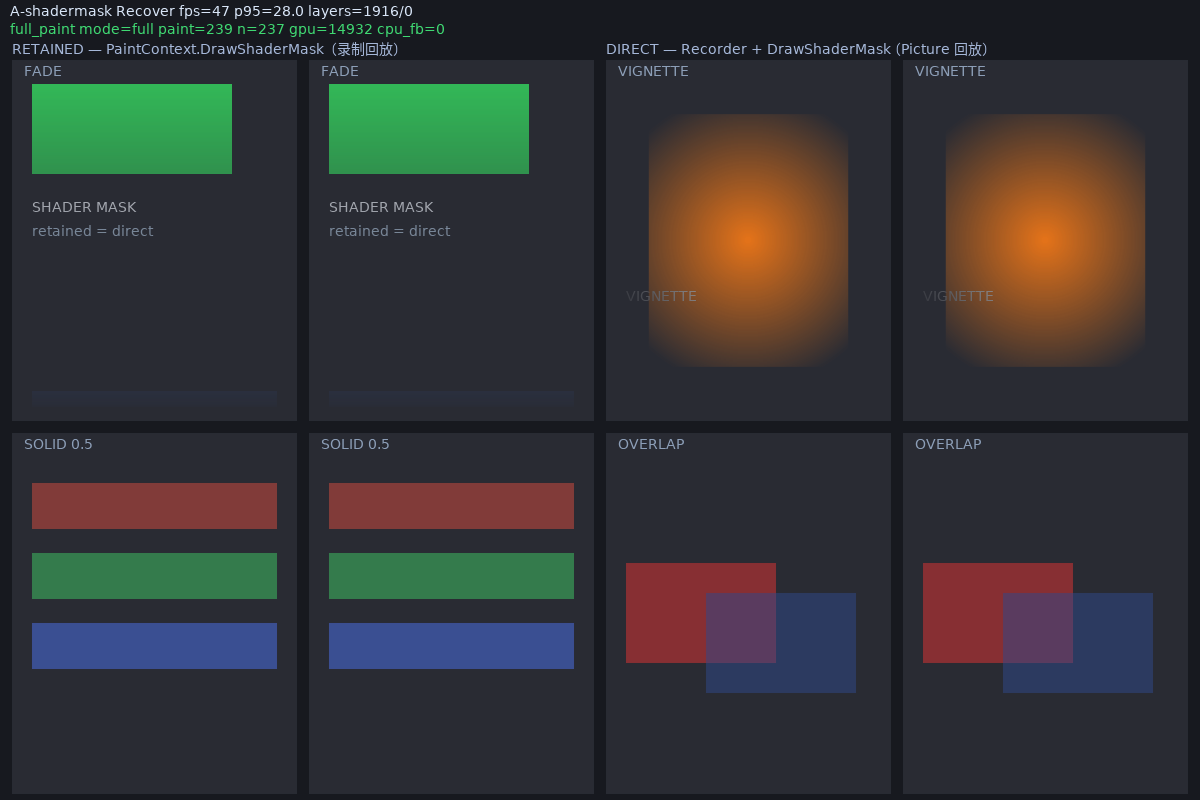 A-shadermask Recover fps=47 p95=28.0 layers=1916/0
full_paint mode=full paint=239 n=237 gpu=14932 cpu_fb=0
RETAINED — PaintContext.DrawShaderMask（录制回放）
DIRECT — Recorder + DrawShaderMask（Picture 回放）
FADE
FADE
VIGNETTE
VIGNETTE
SHADER MASK
SHADER MASK
retained = direct
retained = direct
VIGNETTE
VIGNETTE
SOLID 0.5
SOLID 0.5
OVERLAP
OVERLAP